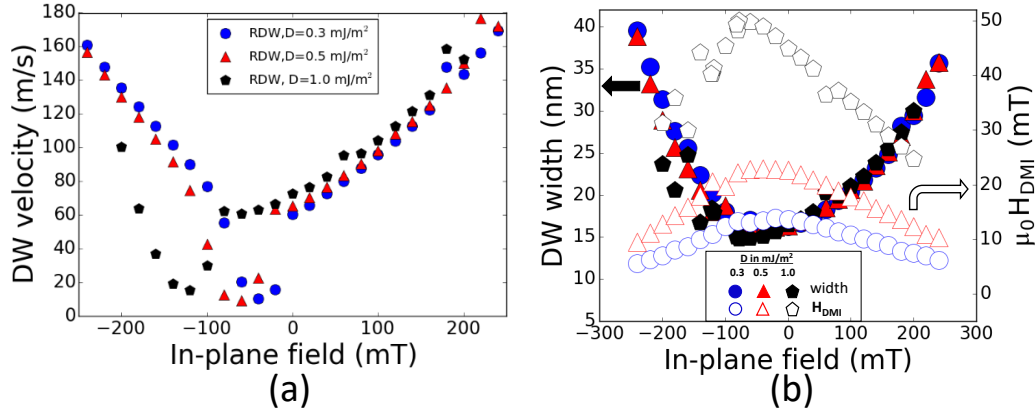 180
160
140
120
100
80
60
40
20
0
DW velocity (m/s)
RDW,D=0.3 mJ/m²
RDW,D=0.5 mJ/m²
RDW, D=1.0 mJ/m²
−200 −100 0 100 200
In-plane field (mT)
(a)
40
35
30
25
20
15
10
5
DW width (nm)
50
40
30
20
10
0
μ₀ H_DMI (mT)
D in mJ/m²
0.3 0.5 1.0
width
H_DMI
−300 −200 −100 0 100 200 300
In-plane field (mT)
(b)